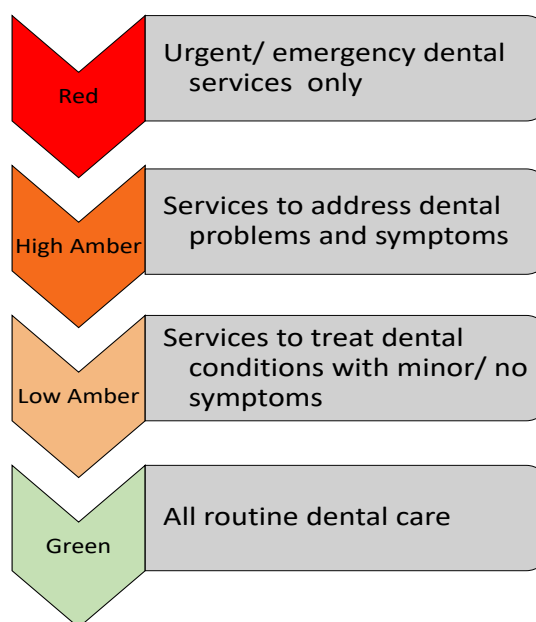 Red
Urgent/ emergency dental
services  only
High Amber
Services to address dental
problems and symptoms
Low Amber
Services to treat dental
conditions with minor/ no
symptoms
Green
All routine dental care